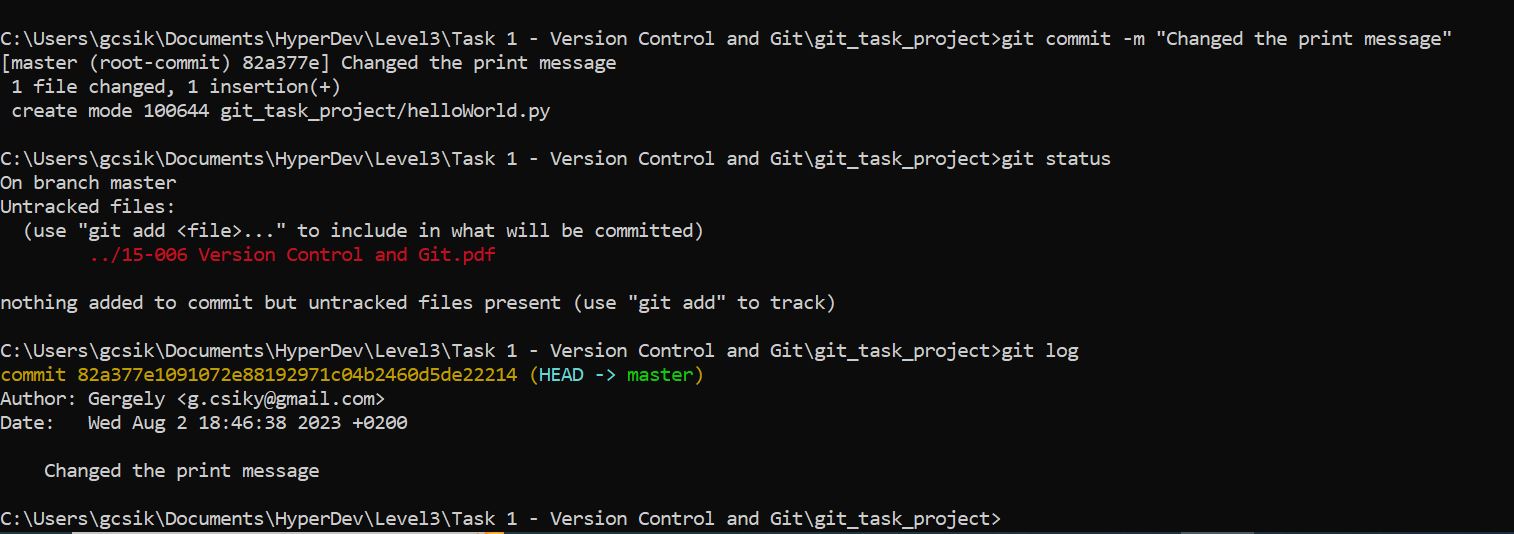 C:\Users\gcsik\Documents\HyperDev\Level3\Task 1 - Version Control and Git\git_task_project>git commit -m "Changed the print message"
[master (root-commit) 82a377e] Changed the print message
 1 file changed, 1 insertion(+)
 create mode 100644 git_task_project/helloWorld.py

C:\Users\gcsik\Documents\HyperDev\Level3\Task 1 - Version Control and Git\git_task_project>git status
On branch master
Untracked files:
  (use "git add <file>..." to include in what will be committed)
        ../15-006 Version Control and Git.pdf

nothing added to commit but untracked files present (use "git add" to track)

C:\Users\gcsik\Documents\HyperDev\Level3\Task 1 - Version Control and Git\git_task_project>git log
commit 82a377e1091072e88192971c04b2460d5de22214 (HEAD -> master)
Author: Gergely <g.csiky@gmail.com>
Date:   Wed Aug 2 18:46:38 2023 +0200

    Changed the print message

C:\Users\gcsik\Documents\HyperDev\Level3\Task 1 - Version Control and Git\git_task_project>